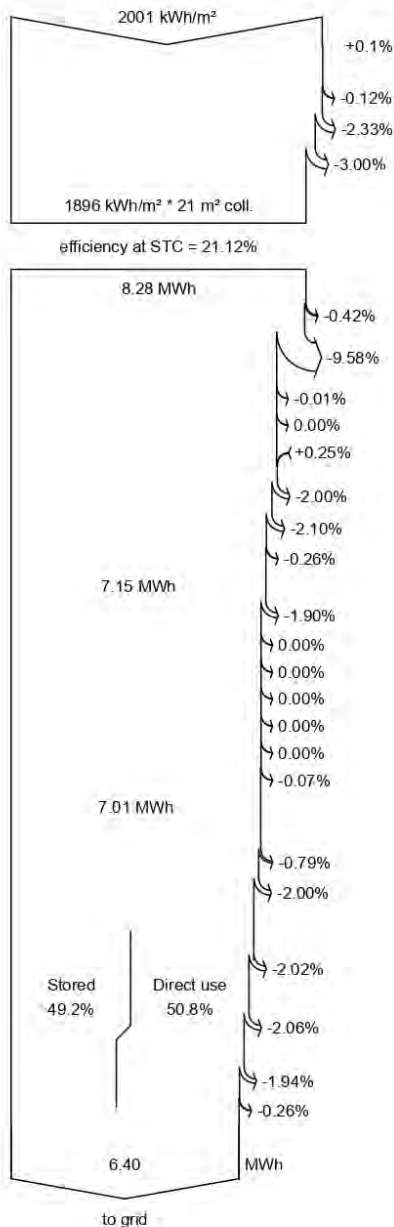 2001 kWh/m²
+0.1%
-0.12%
-2.33%
-3.00%
1896 kWh/m² * 21 m² coll.
efficiency at STC = 21.12%
8.28 MWh
-0.42%
-9.58%
-0.01%
0.00%
+0.25%
-2.00%
-2.10%
-0.26%
7.15 MWh
-1.90%
0.00%
0.00%
0.00%
0.00%
0.00%
-0.07%
7.01 MWh
-0.79%
-2.00%
-2.02%
Stored Direct use
49.2% 50.8%
-2.06%
-1.94%
-0.26%
6.40 MWh
to grid